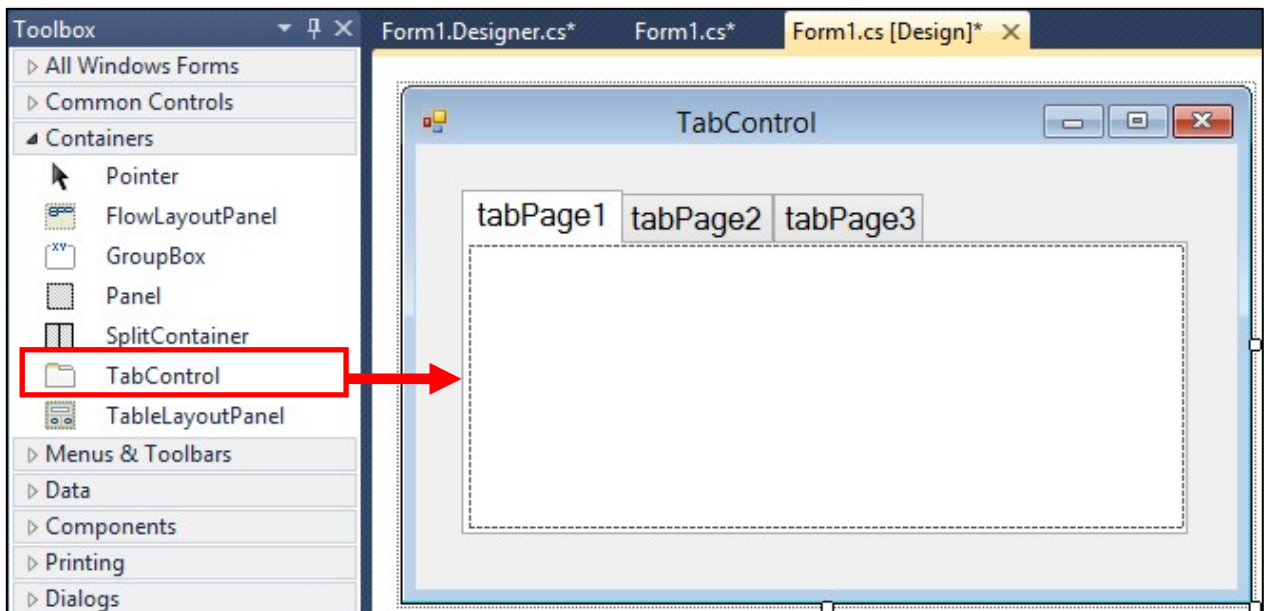 Toolbox
All Windows Forms
Common Controls
Containers
Pointer
FlowLayoutPanel
XY
GroupBox
Panel
SplitContainer
TabControl
TableLayoutPanel
Menus & Toolbars
Data
Components
Printing
Dialogs
Form1.Designer.cs* Form1.cs* Form1.cs [Design]*
TabControl
tabPage1 tabPage2 tabPage3